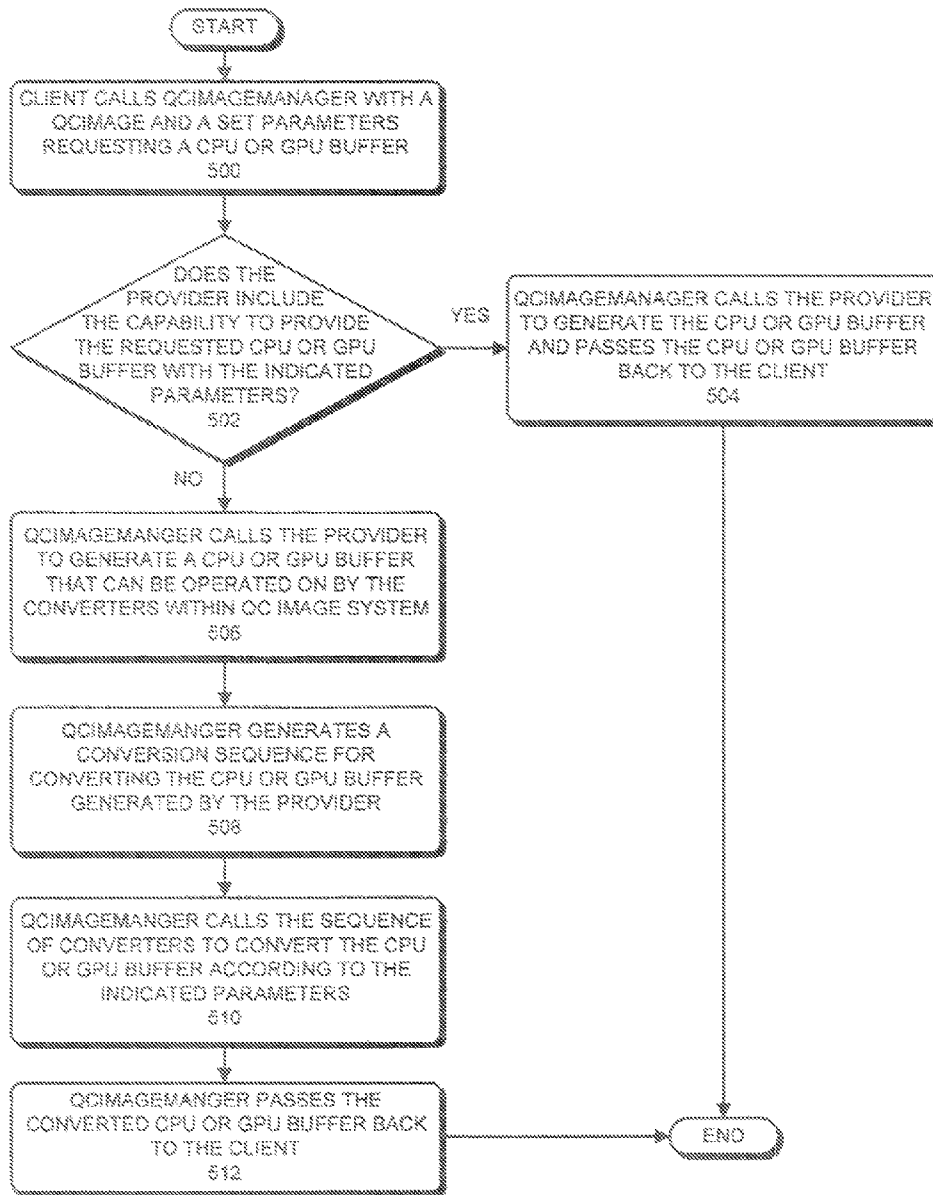 START
CLIENT CALLS QCIMAGEMANAGER WITH A
QCIMAGE AND A SET PARAMETERS
REQUESTING A CPU OR GPU BUFFER
500
DOES THE
PROVIDER INCLUDE
THE CAPABILITY TO PROVIDE
THE REQUESTED CPU OR GPU
BUFFER WITH THE INDICATED
PARAMETERS?
502
YES
QCIMAGEMANAGER CALLS THE PROVIDER
TO GENERATE THE CPU OR GPU BUFFER
AND PASSES THE CPU OR GPU BUFFER
BACK TO THE CLIENT
504
NO
QCIMAGEMANGER CALLS THE PROVIDER
TO GENERATE A CPU OR GPU BUFFER
THAT CAN BE OPERATED ON BY THE
CONVERTERS WITHIN QC IMAGE SYSTEM
506
QCIMAGEMANGER GENERATES A
CONVERSION SEQUENCE FOR
CONVERTING THE CPU OR GPU BUFFER
GENERATED BY THE PROVIDER
508
QCIMAGEMANGER CALLS THE SEQUENCE
OF CONVERTERS TO CONVERT THE CPU
OR GPU BUFFER ACCORDING TO THE
INDICATED PARAMETERS
510
QCIMAGEMANGER PASSES THE
CONVERTED CPU OR GPU BUFFER BACK
TO THE CLIENT
512
END